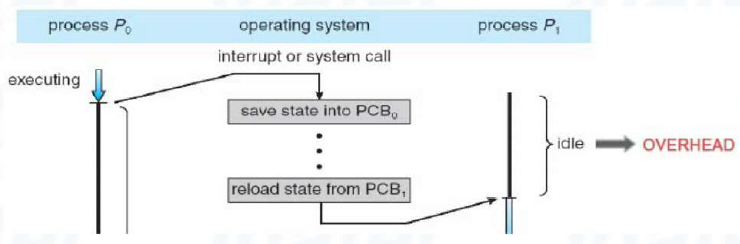 process P₀ operating system process P₁
interrupt or system call
executing
save state into PCB₀
idle OVERHEAD
reload state from PCB₁